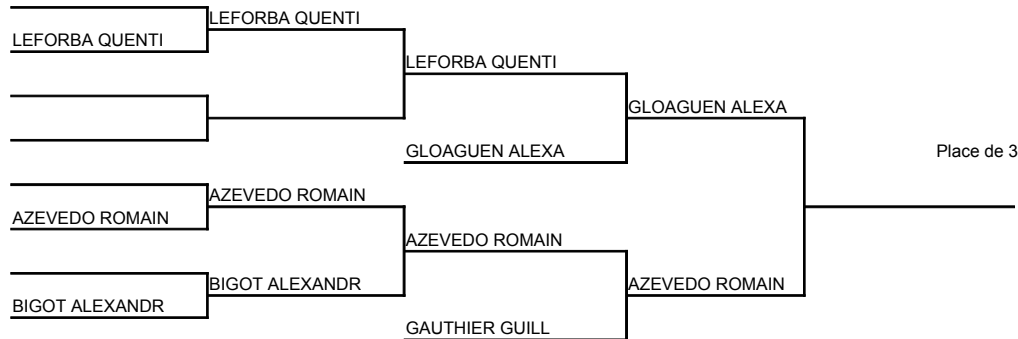 LEFORBA QUENTI
LEFORBA QUENTI
LEFORBA QUENTI
GLOAGUEN ALEXA
GLOAGUEN ALEXA
Place de 3
AZEVEDO ROMAIN
AZEVEDO ROMAIN
AZEVEDO ROMAIN
BIGOT ALEXANDR
AZEVEDO ROMAIN
BIGOT ALEXANDR
GAUTHIER GUILL